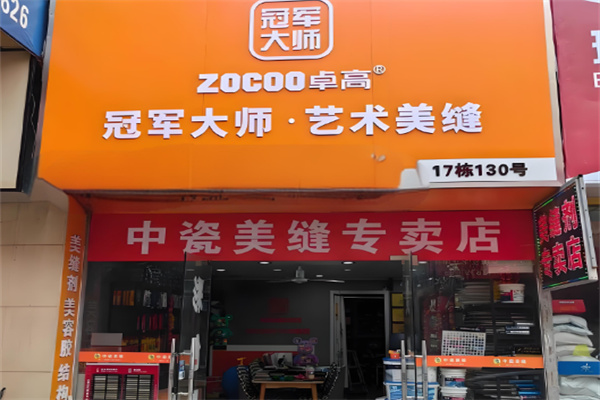 626
冠军
大师
ZOCOO卓高®
冠军大师·艺术美缝
17栋130号
中瓷美缝专卖店
美缝剂
专卖店
美容胶